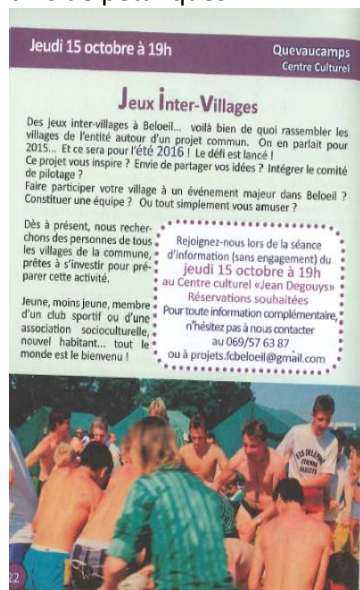 Jeudi 15 octobre à 19h
Quevaucamps
Centre Culturel
Jeux inter-Villages
Des jeux inter-villages à Beloeil... voilà bien de quoi rassembler les
villages de l'entité autour d'un projet commun. On en parlait pour
2015... Et ce sera pour l'été 2016 ! Le défi est lancé !
Ce projet vous inspire ? Envie de partager vos idées ? Intégrer le comité
de pilotage ?
Faire participer votre village à un événement majeur dans Beloeil ?
Constituer une équipe ? Ou tout simplement vous amuser ?
Dès à présent, nous recher-
chons des personnes de tous
les villages de la commune,
prêtes à s'investir pour pré-
parer cette activité.
Jeune, moins jeune, membre
d'un club sportif ou d'une
association socioculturelle,
nouvel habitant... tout le
monde est le bienvenu !
Rejoignez-nous lors de la séance
d'information (sans engagement) du
jeudi 15 octobre à 19h
au Centre culturel «Jean Degouys»
Réservations souhaitées
Pour toute information complémentaire,
n'hésitez pas à nous contacter
au 069/57 63 87
ou à projets.fcbeloeil@gmail.com
22